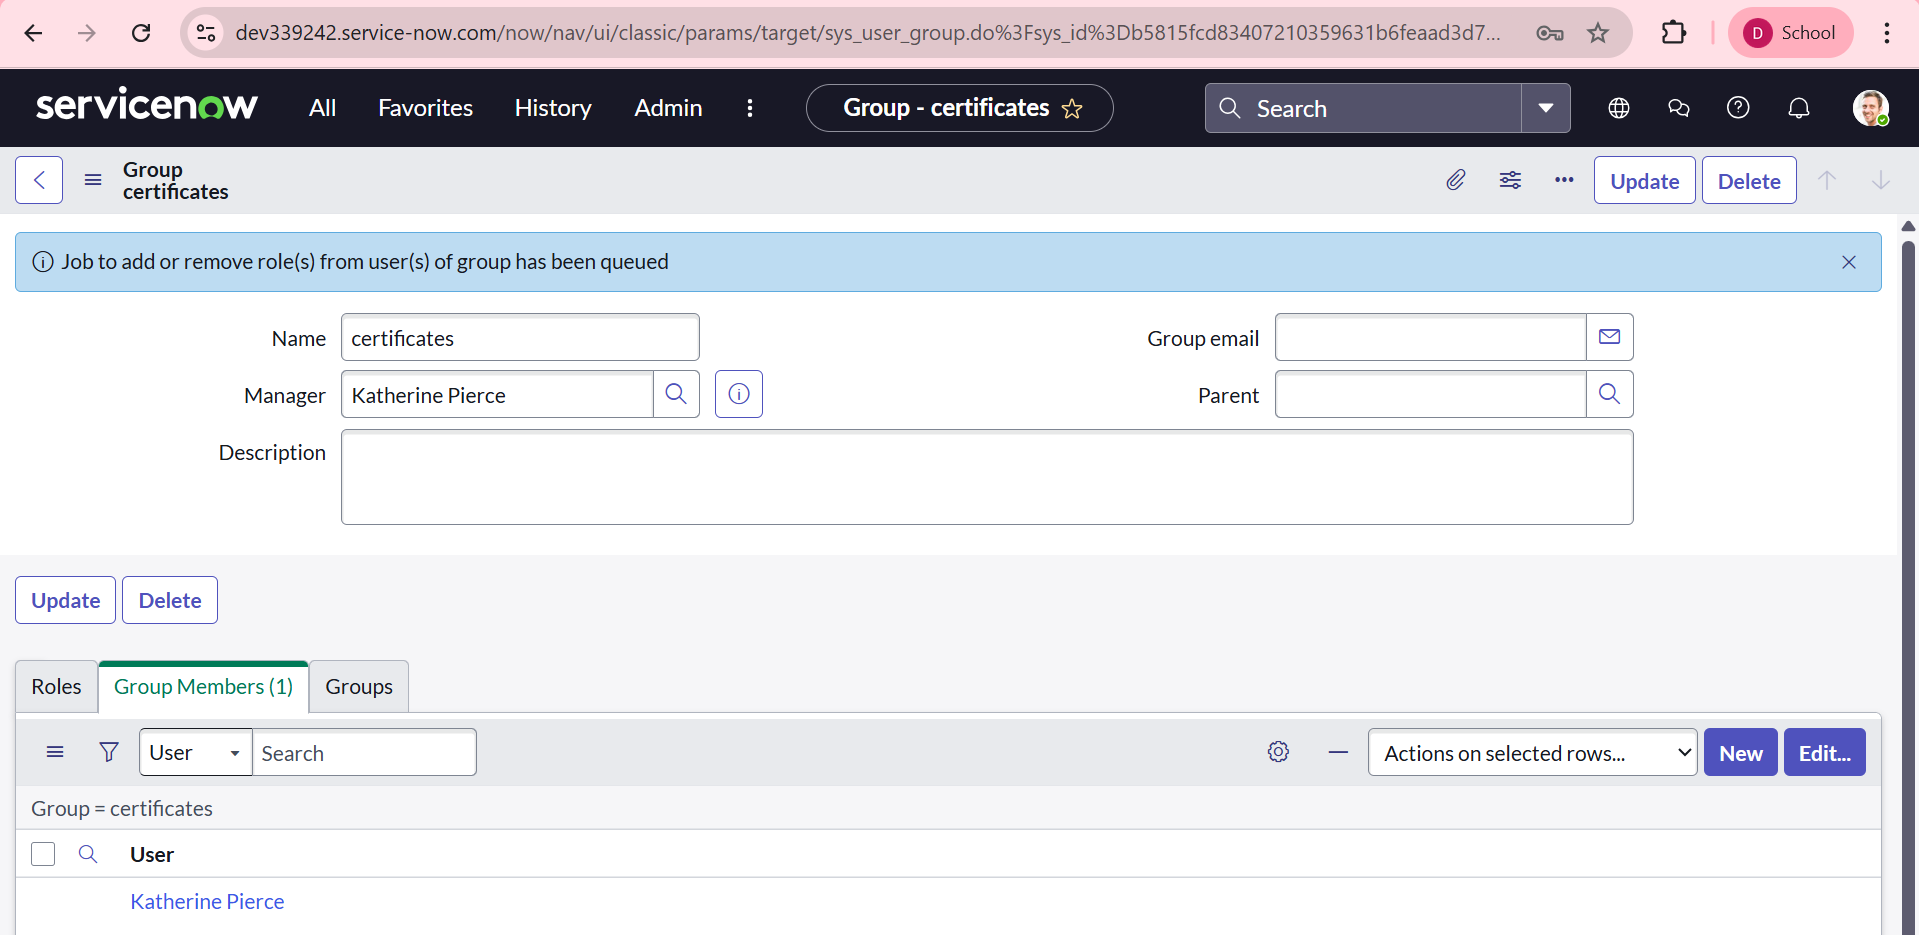 dev339242.service-now.com/now/nav/ui/classic/params/target/sys_user_group.do%3Fsys_id%3Db5815fcd83407210359631b6feaad3d7...
D School
servicenow All Favorites History Admin Group - certificates Search
Group
certificates
Update Delete
Job to add or remove role(s) from user(s) of group has been queued
Name certificates Group email
Manager Katherine Pierce Parent
Description
Update Delete
Roles Group Members (1) Groups
User Search Actions on selected rows... New Edit...
Group = certificates
User
Katherine Pierce